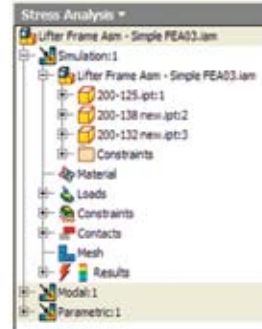 Stress Analysis
Lifter Frame Asm - Simple FEA03.iam
Simulation:1
Lifter Frame Asm - Simple FEA03.iam
200-125.ipt:1
200-138 new.ipt:2
200-132 new.ipt:3
Constraints
Material
Loads
Constraints
Contacts
Mesh
Results
Modal:1
Parametric:1